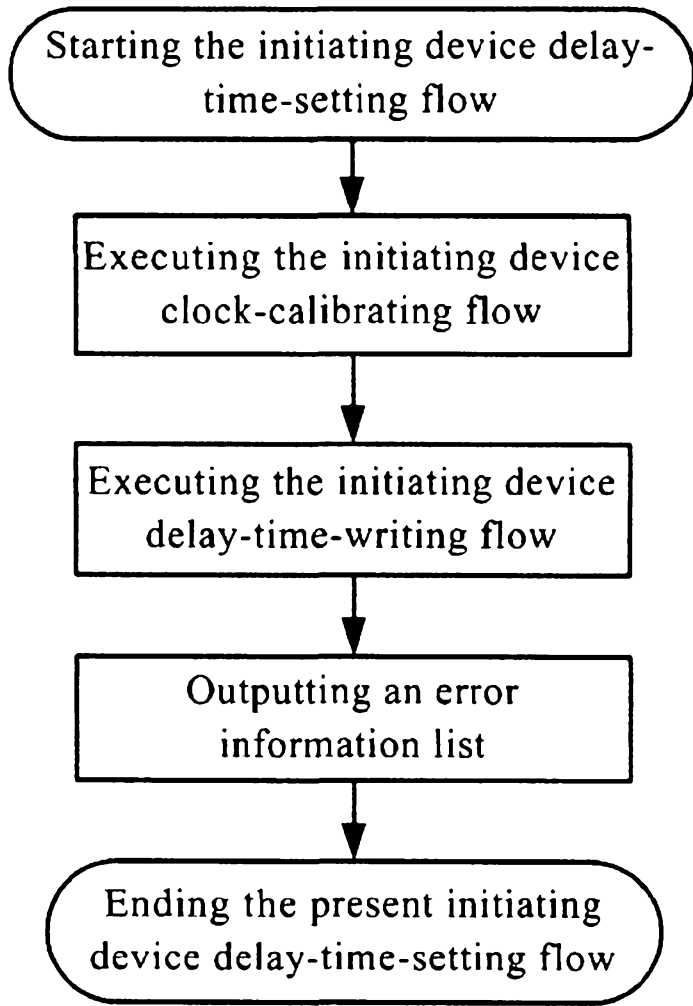 Starting the initiating device delay-
time-setting flow
Executing the initiating device
clock-calibrating flow
Executing the initiating device
delay-time-writing flow
Outputting an error
information list
Ending the present initiating
device delay-time-setting flow